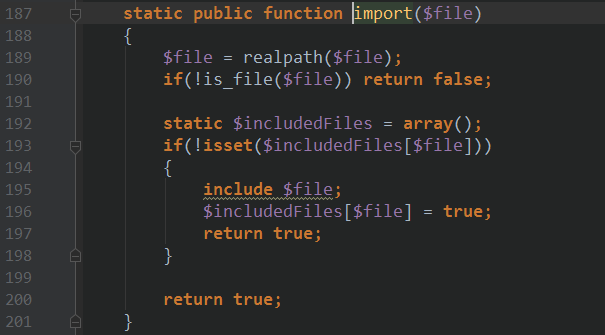 187 static public function import($file)
188 {
189 $file = realpath($file);
190 if(!is_file($file)) return false;
191
192 static $includedFiles = array();
193 if(!isset($includedFiles[$file]))
194 {
195 include $file;
196 $includedFiles[$file] = true;
197 return true;
198 }
199
200 return true;
201 }